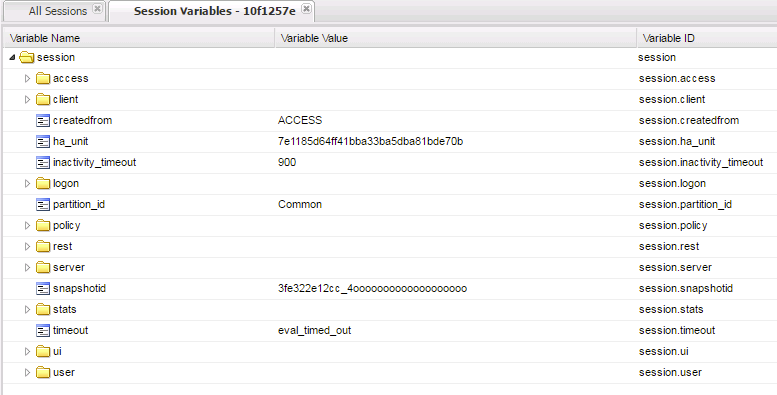 All Sessions Session Variables - 10f1257e
Variable Name Variable Value Variable ID
session session
access session.access
client session.client
createdfrom ACCESS session.createdfrom
ha_unit 7e1185d64ff41bba33ba5dba81bde70b session.ha_unit
inactivity_timeout 900 session.inactivity_timeout
logon session.logon
partition_id Common session.partition_id
policy session.policy
rest session.rest
server session.server
snapshotid 3fe322e12cc_4ooooooooooooooooooo session.snapshotid
stats session.stats
timeout eval_timed_out session.timeout
ui session.ui
user session.user